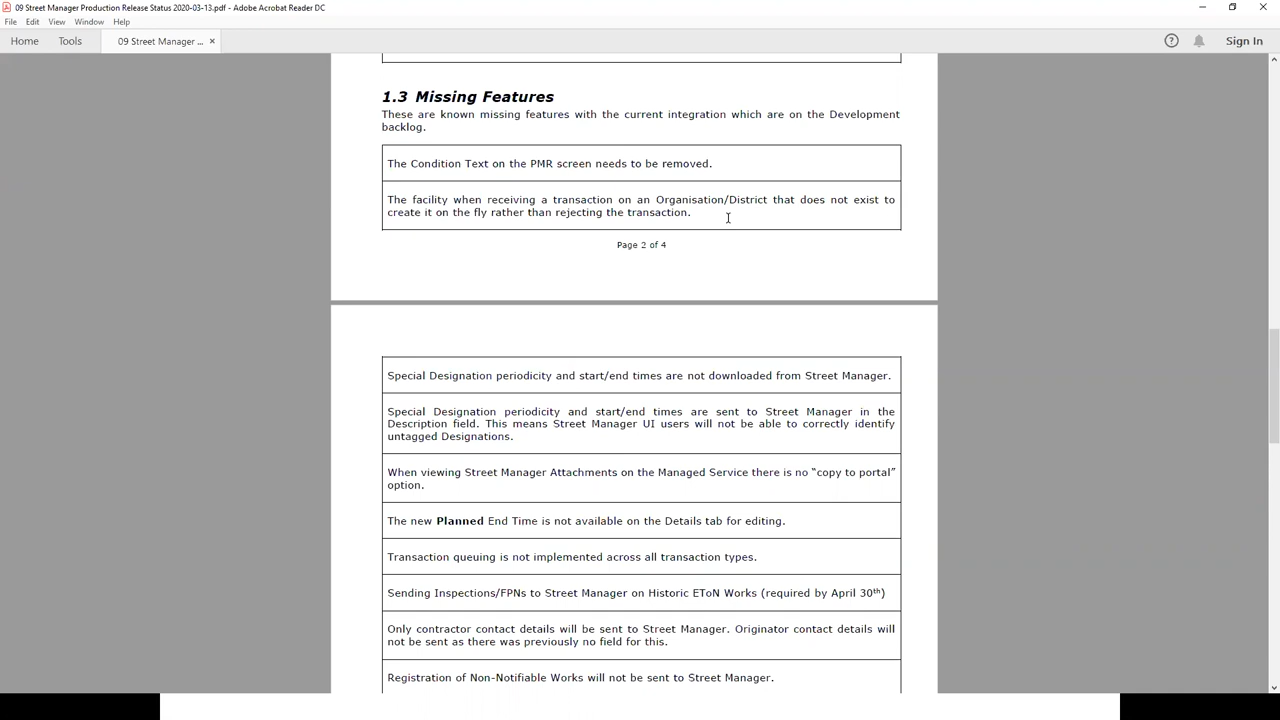 09 Street Manager Production Release Status 2020-03-13.pdf - Adobe Acrobat Reader DC
File Edit View Window Help
Home Tools 09 Street Manager ... × Sign In
1.3 Missing Features
These are known missing features with the current integration which are on the Development
backlog.
The Condition Text on the PMR screen needs to be removed.
The facility when receiving a transaction on an Organisation/District that does not exist to
create it on the fly rather than rejecting the transaction.
Page 2 of 4
Special Designation periodicity and start/end times are not downloaded from Street Manager.
Special Designation periodicity and start/end times are sent to Street Manager in the
Description field. This means Street Manager UI users will not be able to correctly identify
untagged Designations.
When viewing Street Manager Attachments on the Managed Service there is no “copy to portal”
option.
The new Planned End Time is not available on the Details tab for editing.
Transaction queuing is not implemented across all transaction types.
Sending Inspections/FPNs to Street Manager on Historic EToN Works (required by April 30th)
Only contractor contact details will be sent to Street Manager. Originator contact details will
not be sent as there was previously no field for this.
Registration of Non-Notifiable Works will not be sent to Street Manager.